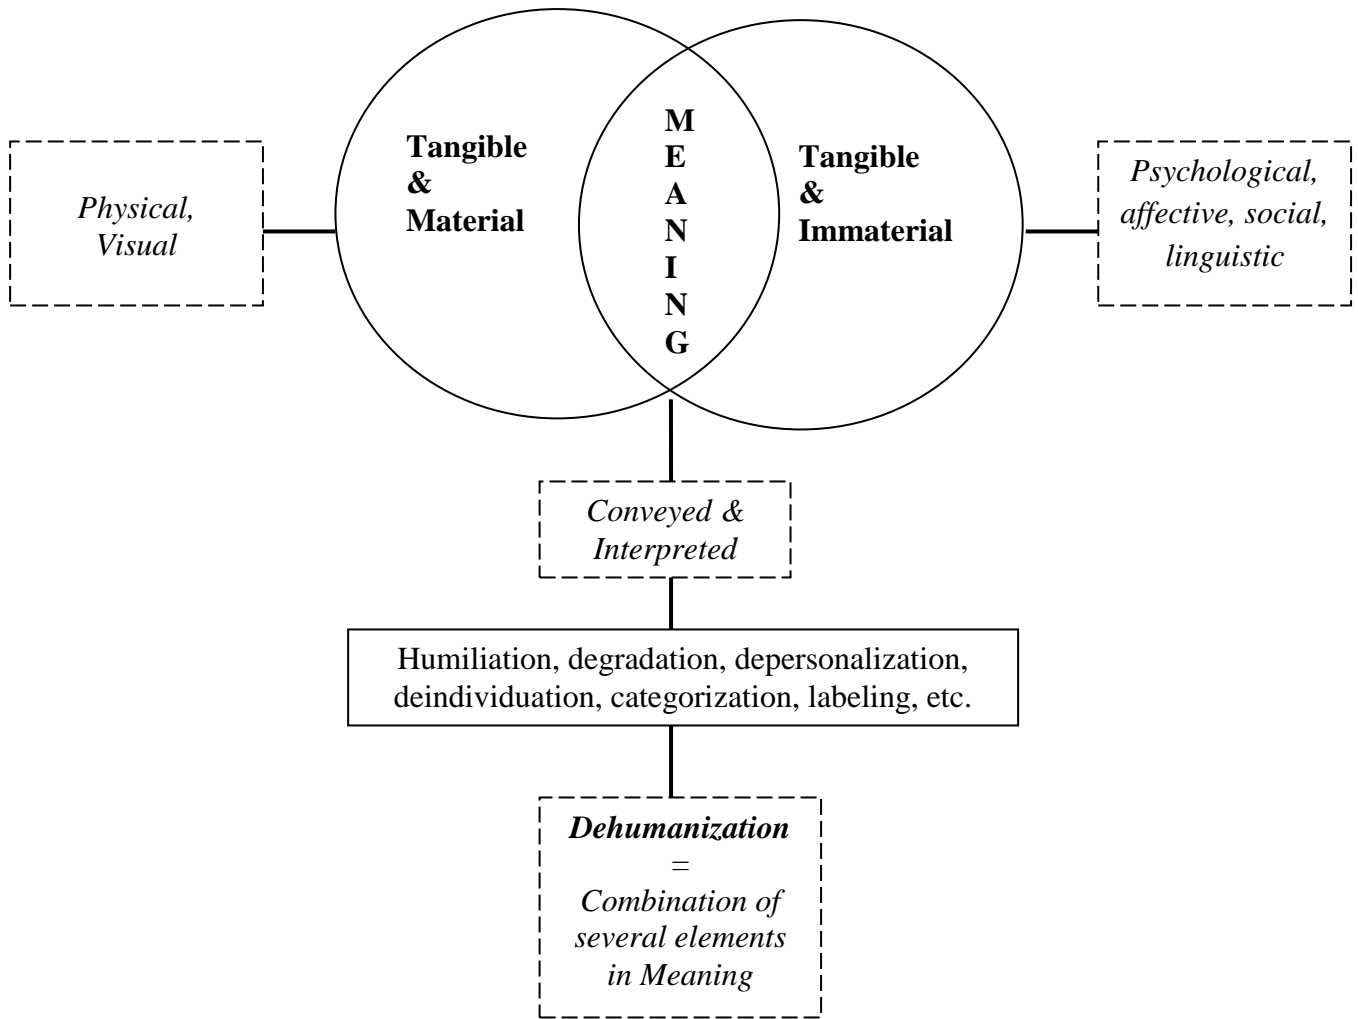 Physical,
Visual
Tangible
&
Material
M
E
A
N
I
N
G
Tangible
&
Immaterial
Psychological,
affective, social,
linguistic
Conveyed &
Interpreted
Humiliation, degradation, depersonalization,
deindividuation, categorization, labeling, etc.
Dehumanization
=
Combination of
several elements
in Meaning